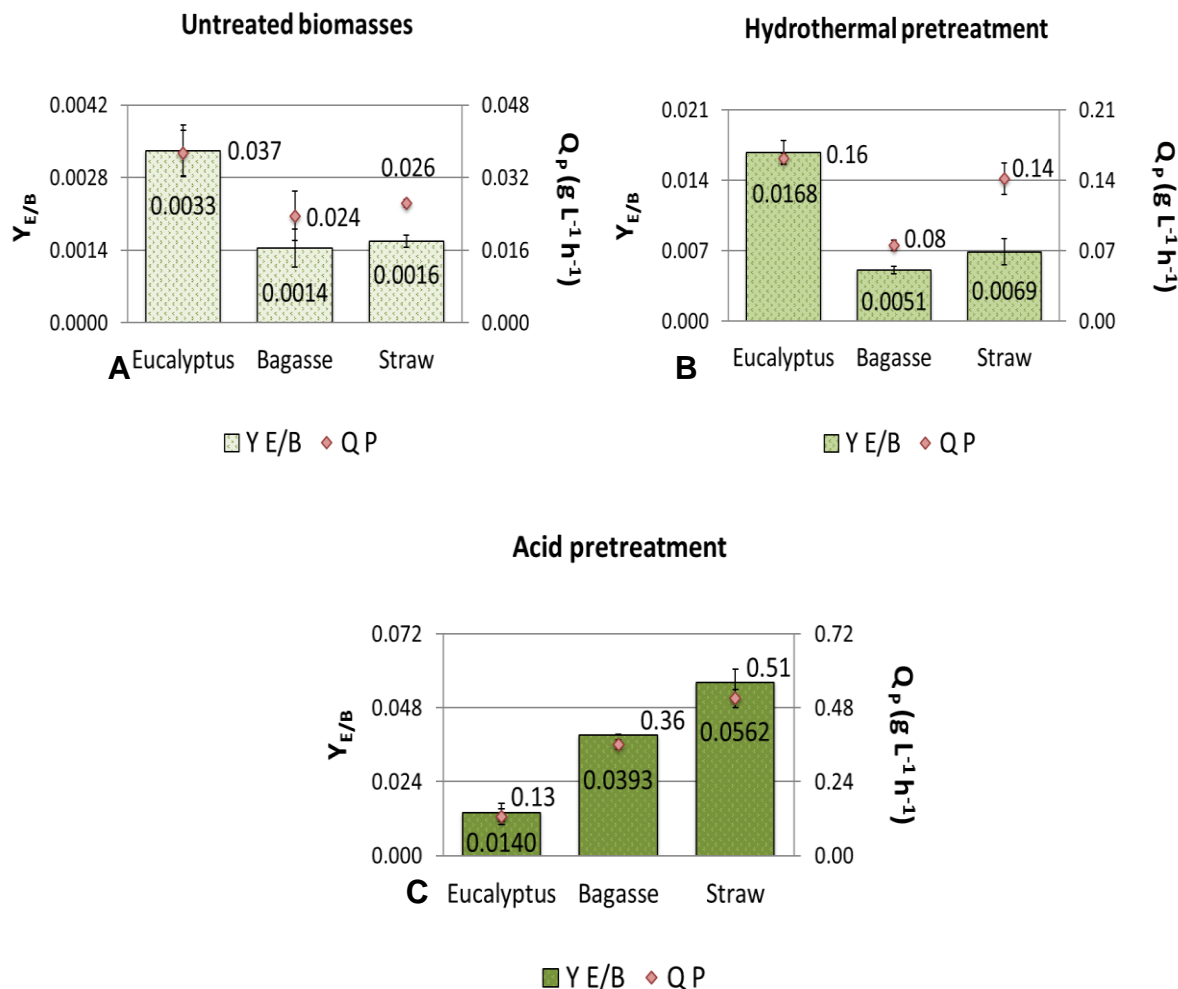 Untreated biomasses
0.0042
0.0028
0.0014
0.0000
Y E/B
0.048
0.032
0.016
0.000
Q P (g L-1 h-1)
0.037
0.024
0.026
0.0033
0.0014
0.0016
A
Eucalyptus Bagasse Straw
Y E/B Q P
Hydrothermal pretreatment
0.021
0.014
0.007
0.000
Y E/B
0.21
0.14
0.07
0.00
Q P (g L-1 h-1)
0.16
0.08
0.14
0.0168
0.0051
0.0069
B
Eucalyptus Bagasse Straw
Y E/B Q P
Acid pretreatment
0.072
0.048
0.024
0.000
Y E/B
0.72
0.48
0.24
0.00
Q P (g L-1 h-1)
0.13
0.36
0.51
0.0140
0.0393
0.0562
C
Eucalyptus Bagasse Straw
Y E/B Q P